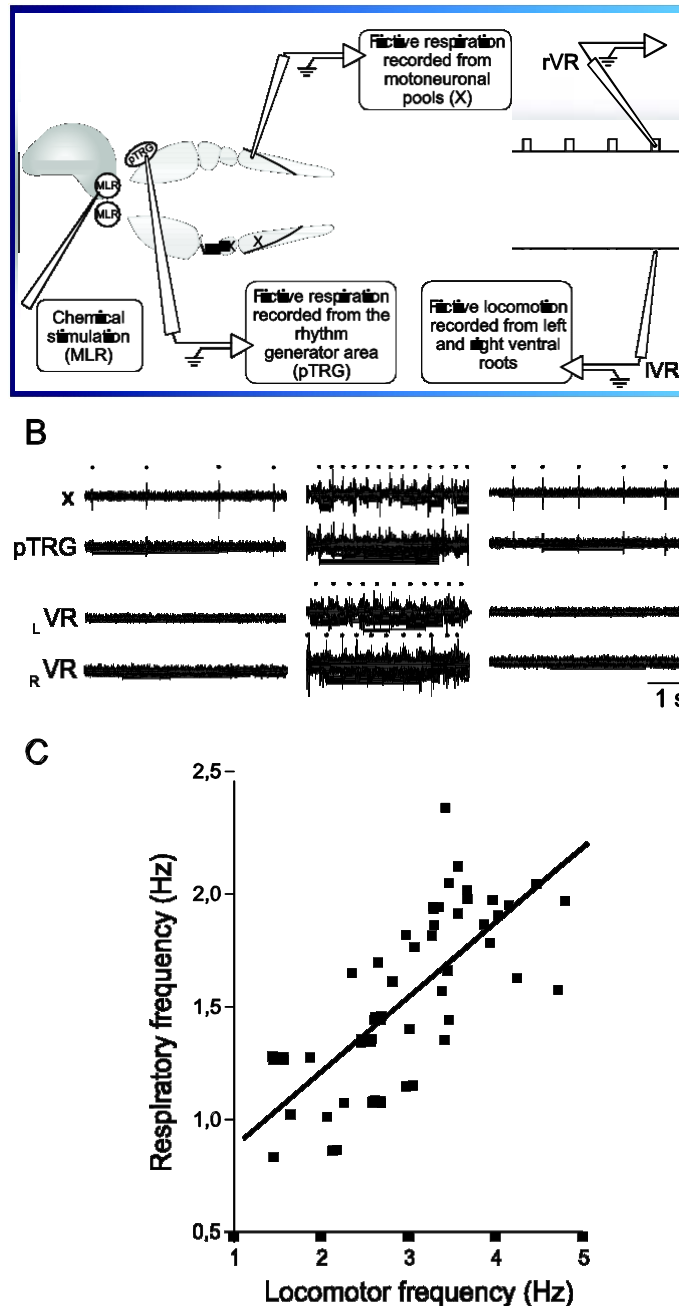 Fictive respiration
recorded from
motoneuronal
pools (X)
rVR
pTRG
MLR
MLR
X
X
Chemical
stimulation
(MLR)
Fictive respiration
recorded from the
rhythm
generator area
(pTRG)
Fictive locomotion
recorded from left
and right ventral
roots
lVR
B
X
pTRG
L VR
R VR
1 s
C
Respiratory frequency (Hz)
2,5
2,0
1,5
1,0
0,5
1 2 3 4 5
Locomotor frequency (Hz)